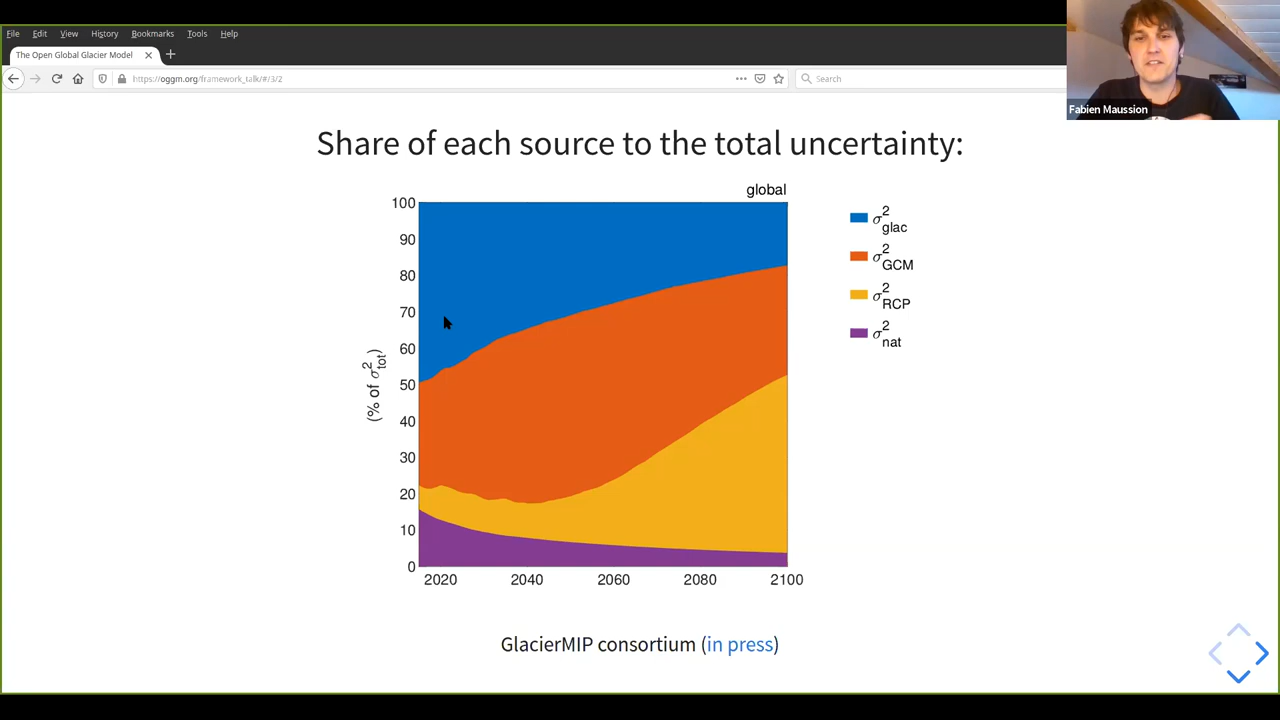 File Edit View History Bookmarks Tools Help
The Open Global Glacier Model
https://oggm.org/framework_talk/#/3/2
Search
Fabien Maussion
Share of each source to the total uncertainty:
global
(% of σ²tot)
100
90
80
70
60
50
40
30
20
10
0
2020 2040 2060 2080 2100
σ²glac
σ²GCM
σ²RCP
σ²nat
GlacierMIP consortium (in press)